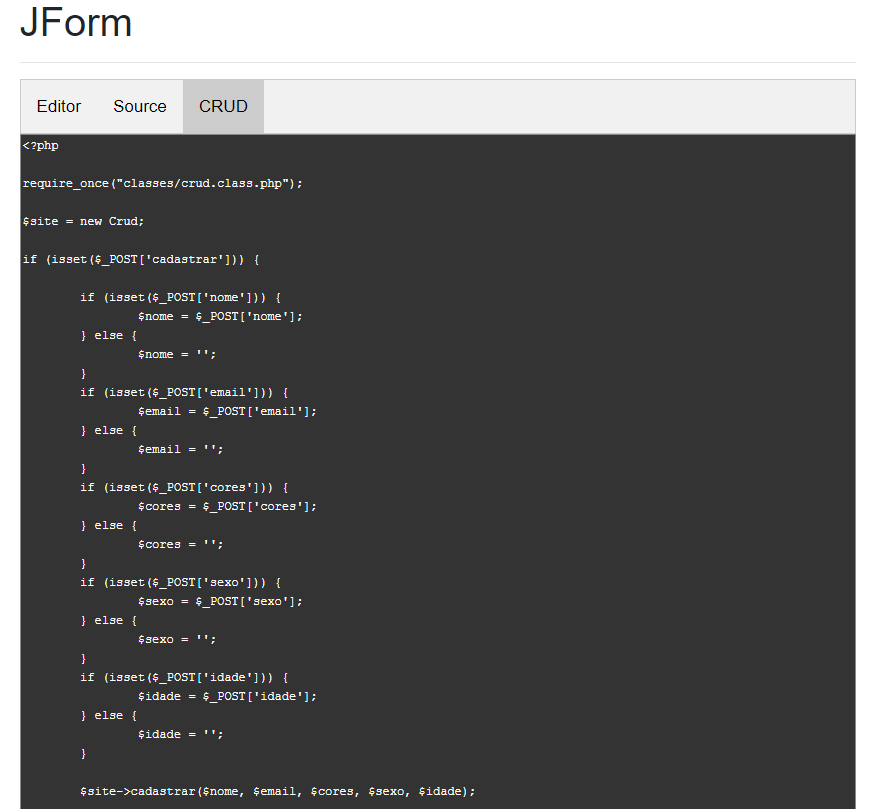 JForm
Editor Source CRUD
<?php
require_once("classes/crud.class.php");
$site = new Crud;
if (isset($_POST['cadastrar'])) {
if (isset($_POST['nome'])) {
$nome = $_POST['nome'];
} else {
$nome = '';
}
if (isset($_POST['email'])) {
$email = $_POST['email'];
} else {
$email = '';
}
if (isset($_POST['cores'])) {
$cores = $_POST['cores'];
} else {
$cores = '';
}
if (isset($_POST['sexo'])) {
$sexo = $_POST['sexo'];
} else {
$sexo = '';
}
if (isset($_POST['idade'])) {
$idade = $_POST['idade'];
} else {
$idade = '';
}
$site->cadastrar($nome, $email, $cores, $sexo, $idade);